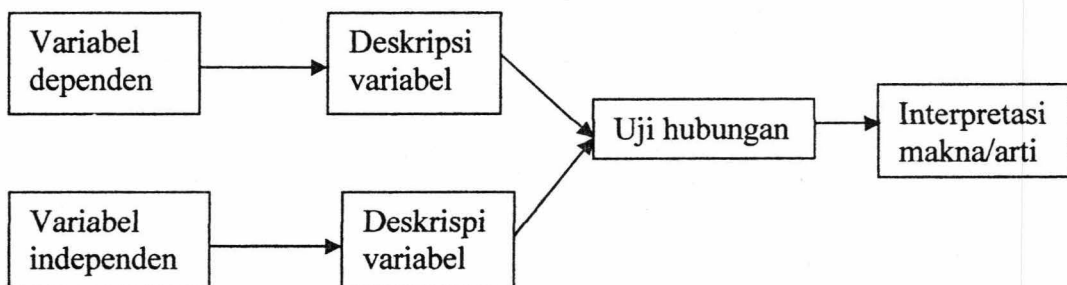 Variabel
dependen
Deskripsi
variabel
Uji hubungan
Interpretasi
makna/arti
Variabel
independen
Deskrispi
variabel